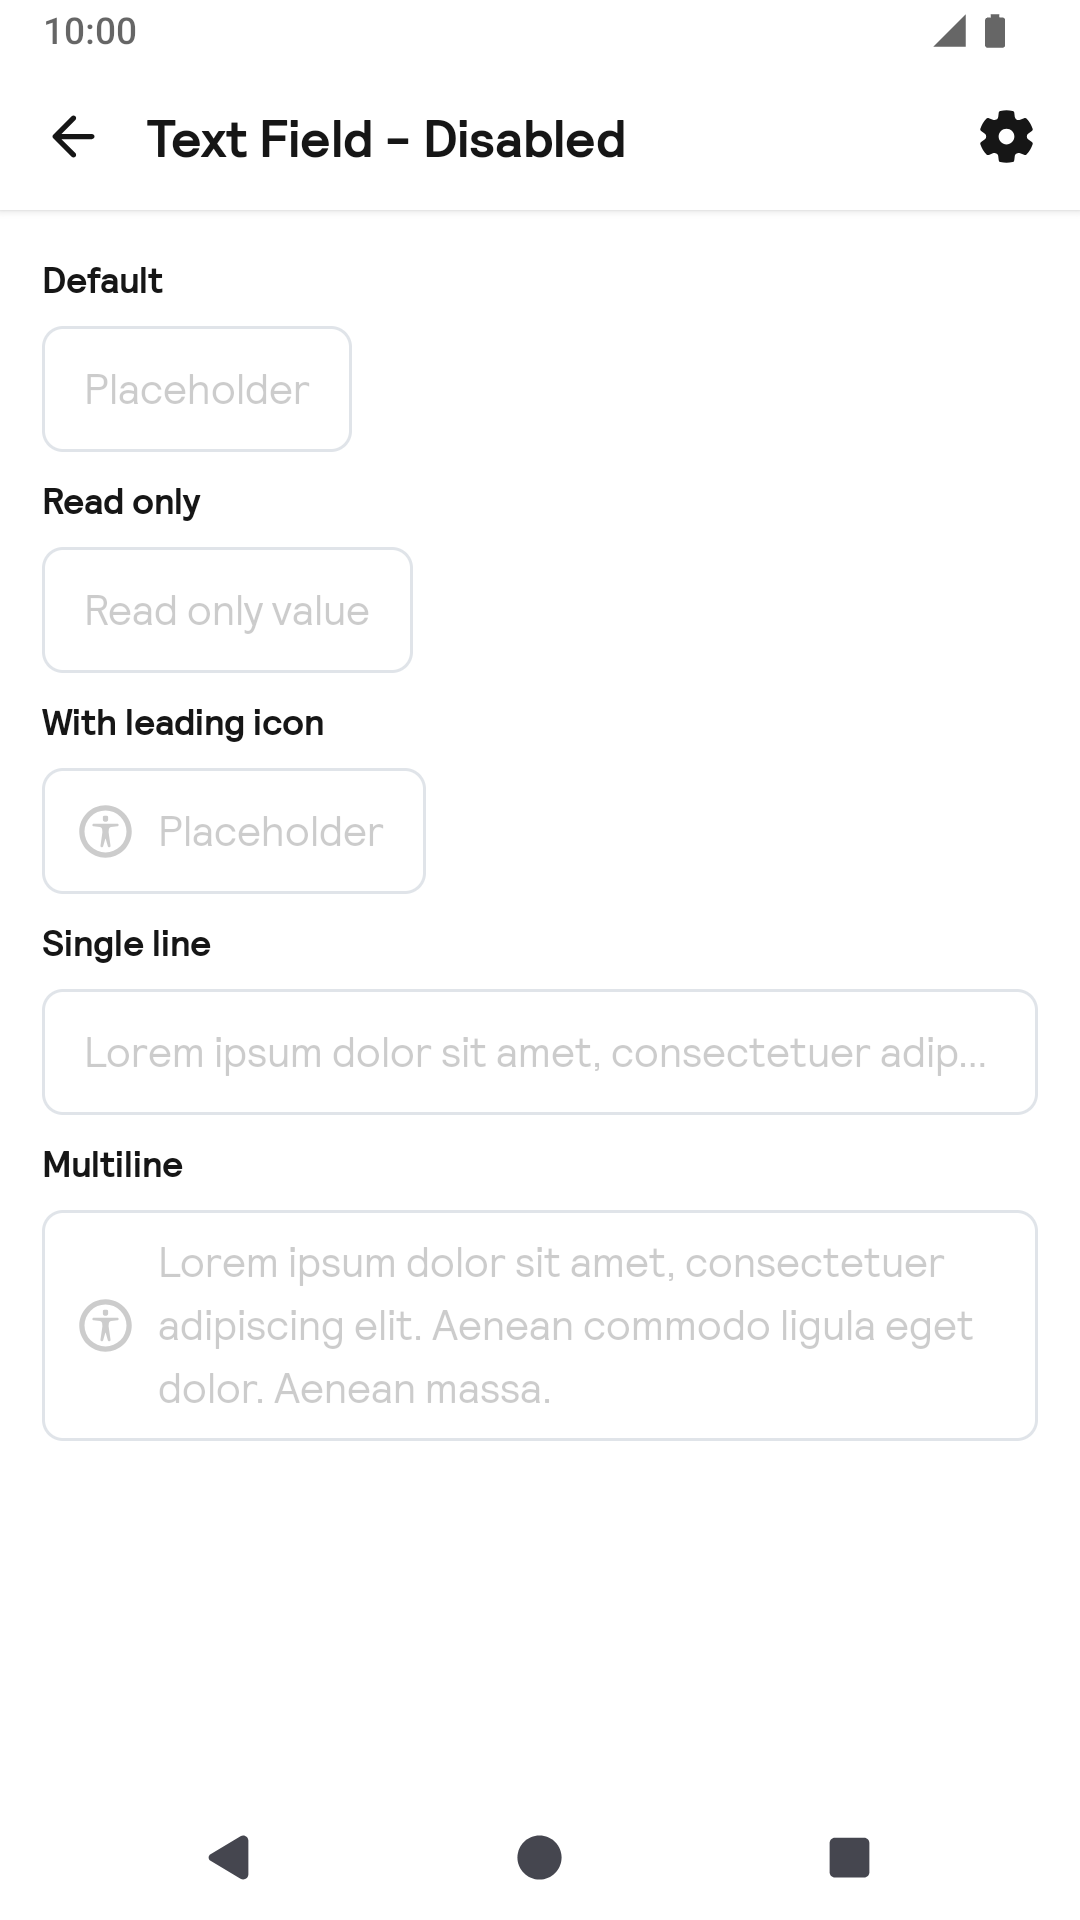 10:00
Text Field - Disabled
Default
Placeholder
Read only
Read only value
With leading icon
Placeholder
Single line
Lorem ipsum dolor sit amet, consectetuer adip...
Multiline
Lorem ipsum dolor sit amet, consectetuer
adipiscing elit. Aenean commodo ligula eget
dolor. Aenean massa.